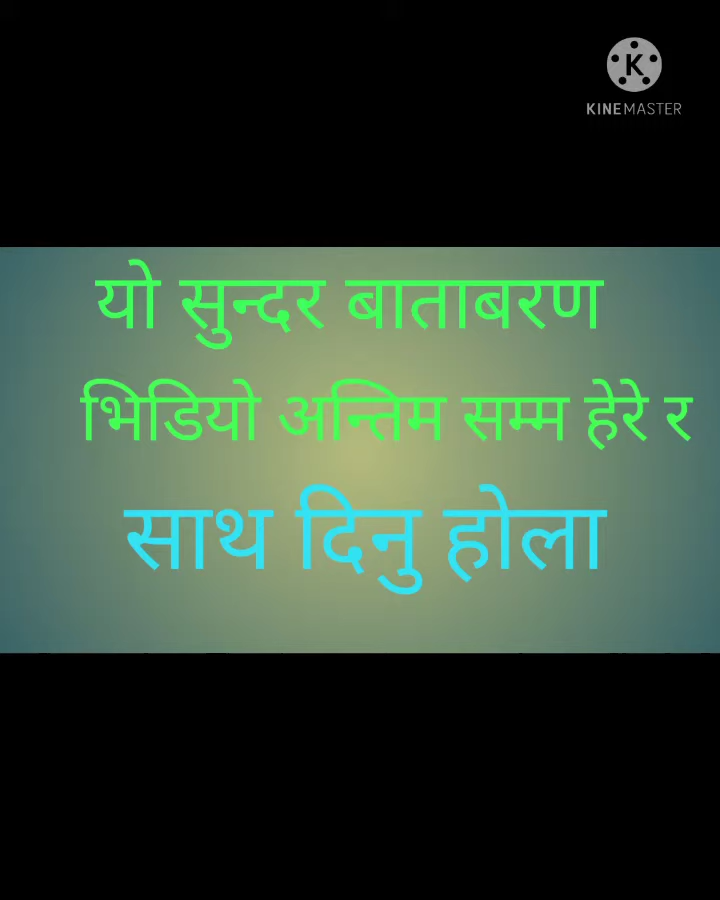 KINEMASTER
यो सुन्दर बाताबरण
भिडियो अन्तिम सम्म हेरे र
साथ दिनु होला